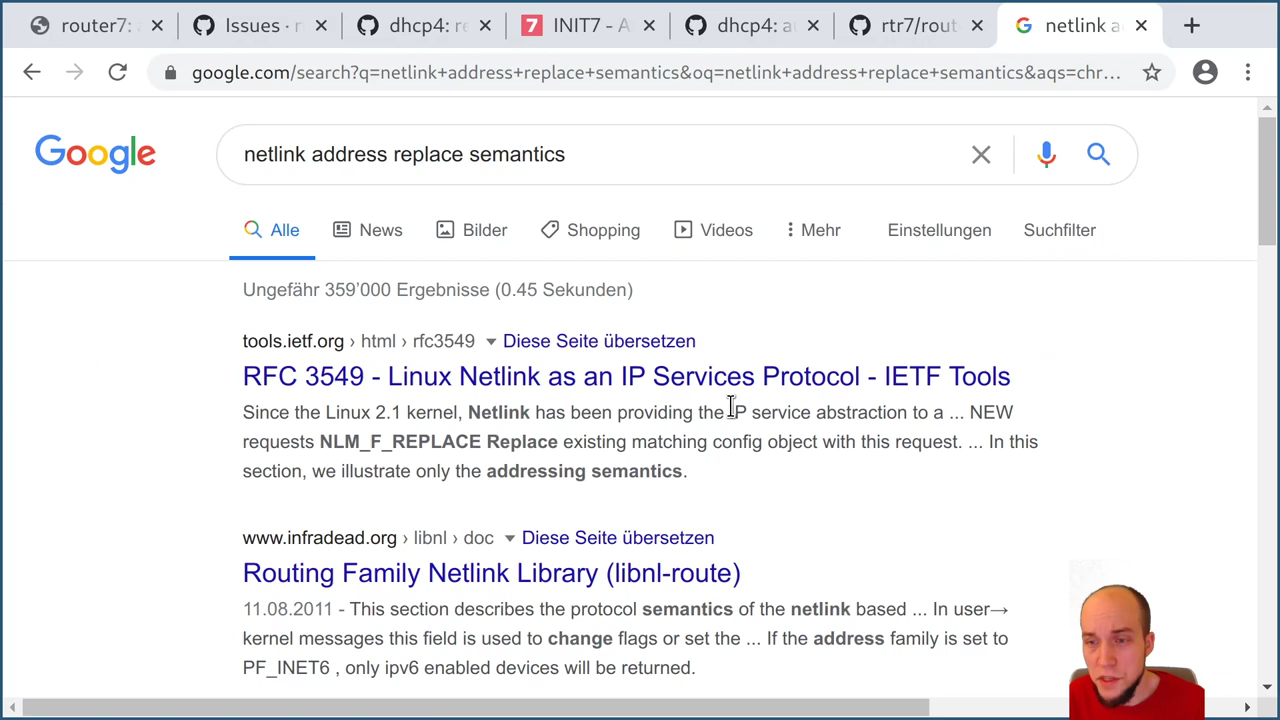 router7: a
Issues · r
dhcp4: re
7 INIT7 - A
dhcp4: a
rtr7/rout
netlink a
google.com/search?q=netlink+address+replace+semantics&oq=netlink+address+replace+semantics&aqs=chr...
Google
netlink address replace semantics
Alle
News
Bilder
Shopping
Videos
Mehr
Einstellungen
Suchfilter
Ungefähr 359’000 Ergebnisse (0.45 Sekunden)
tools.ietf.org › html › rfc3549 Diese Seite übersetzen
RFC 3549 - Linux Netlink as an IP Services Protocol - IETF Tools
Since the Linux 2.1 kernel, Netlink has been providing the IP service abstraction to a ... NEW
requests NLM_F_REPLACE Replace existing matching config object with this request. ... In this
section, we illustrate only the addressing semantics.
www.infradead.org › libnl › doc Diese Seite übersetzen
Routing Family Netlink Library (libnl-route)
11.08.2011 - This section describes the protocol semantics of the netlink based ... In user→
kernel messages this field is used to change flags or set the ... If the address family is set to
PF_INET6 , only ipv6 enabled devices will be returned.